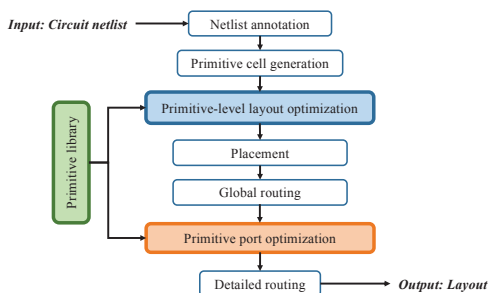 Input: Circuit netlist
Netlist annotation
Primitive cell generation
Primitive-level layout optimization
Primitive library
Placement
Global routing
Primitive port optimization
Detailed routing
Output: Layout